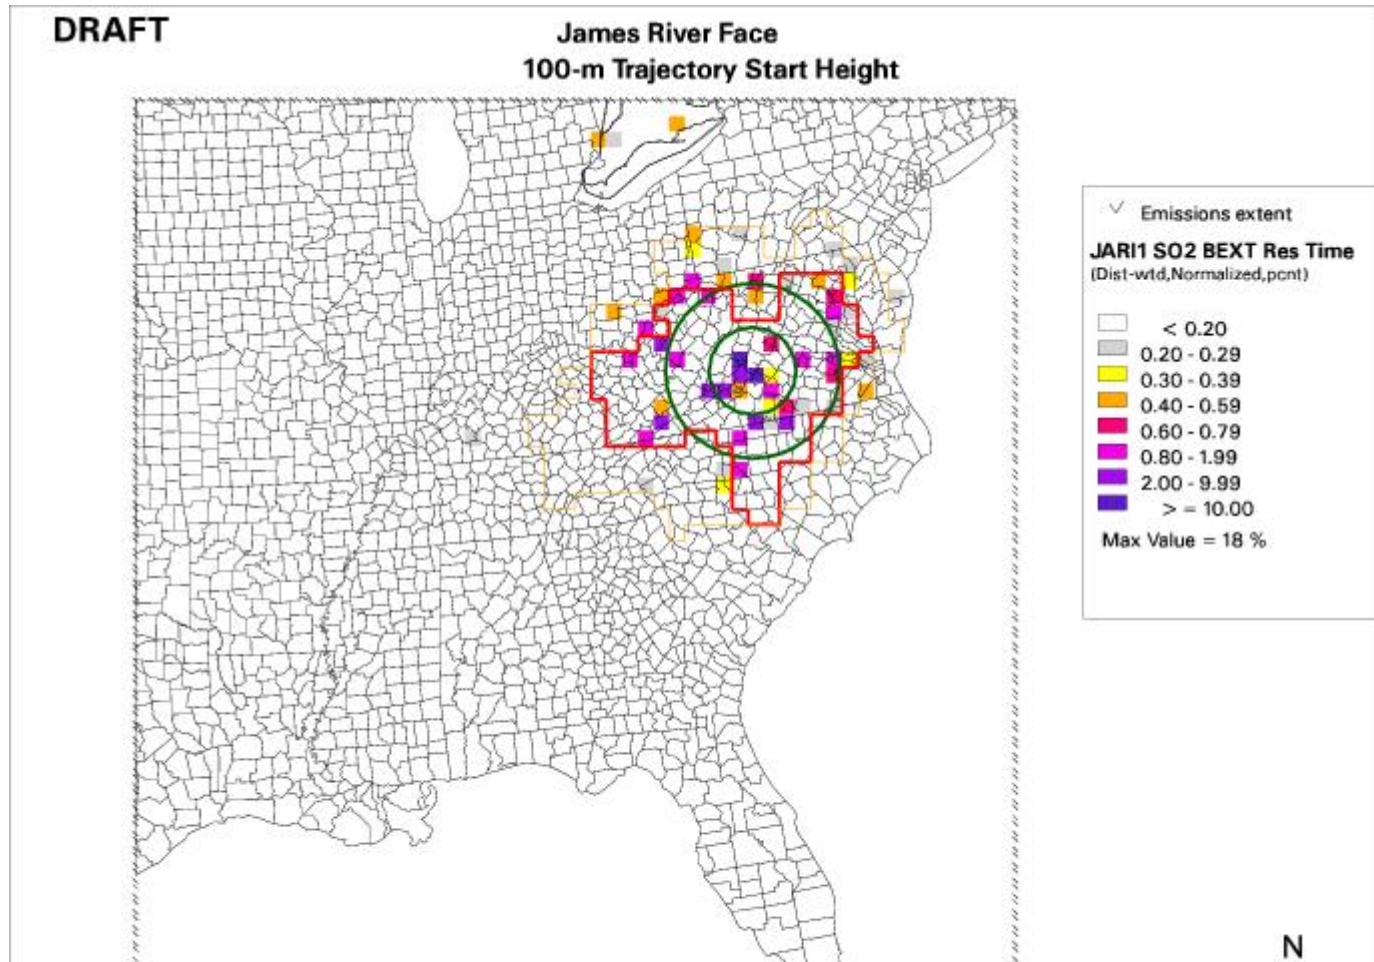 DRAFT
James River Face
100-m Trajectory Start Height
Emissions extent
JARI1 SO2 BEXT Res Time
(Dist-wtd,Normalized,pcnt)
< 0.20
0.20 - 0.29
0.30 - 0.39
0.40 - 0.59
0.60 - 0.79
0.80 - 1.99
2.00 - 9.99
> = 10.00
Max Value = 18 %
N